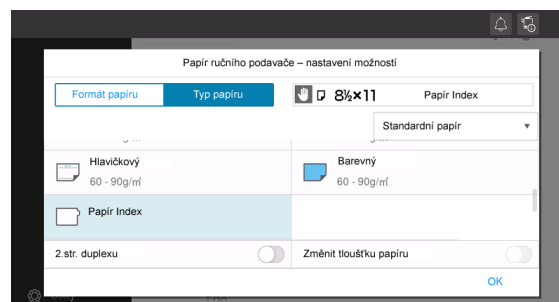 Papír ručního podavače – nastavení možností
Formát papíru
Typ papíru
8½×11
Papír Index
Standardní papír
Hlavičkový
60 - 90g/㎡
Barevný
60 - 90g/㎡
Papír Index
2.str. duplexu
Změnit tloušťku papíru
OK
Utility